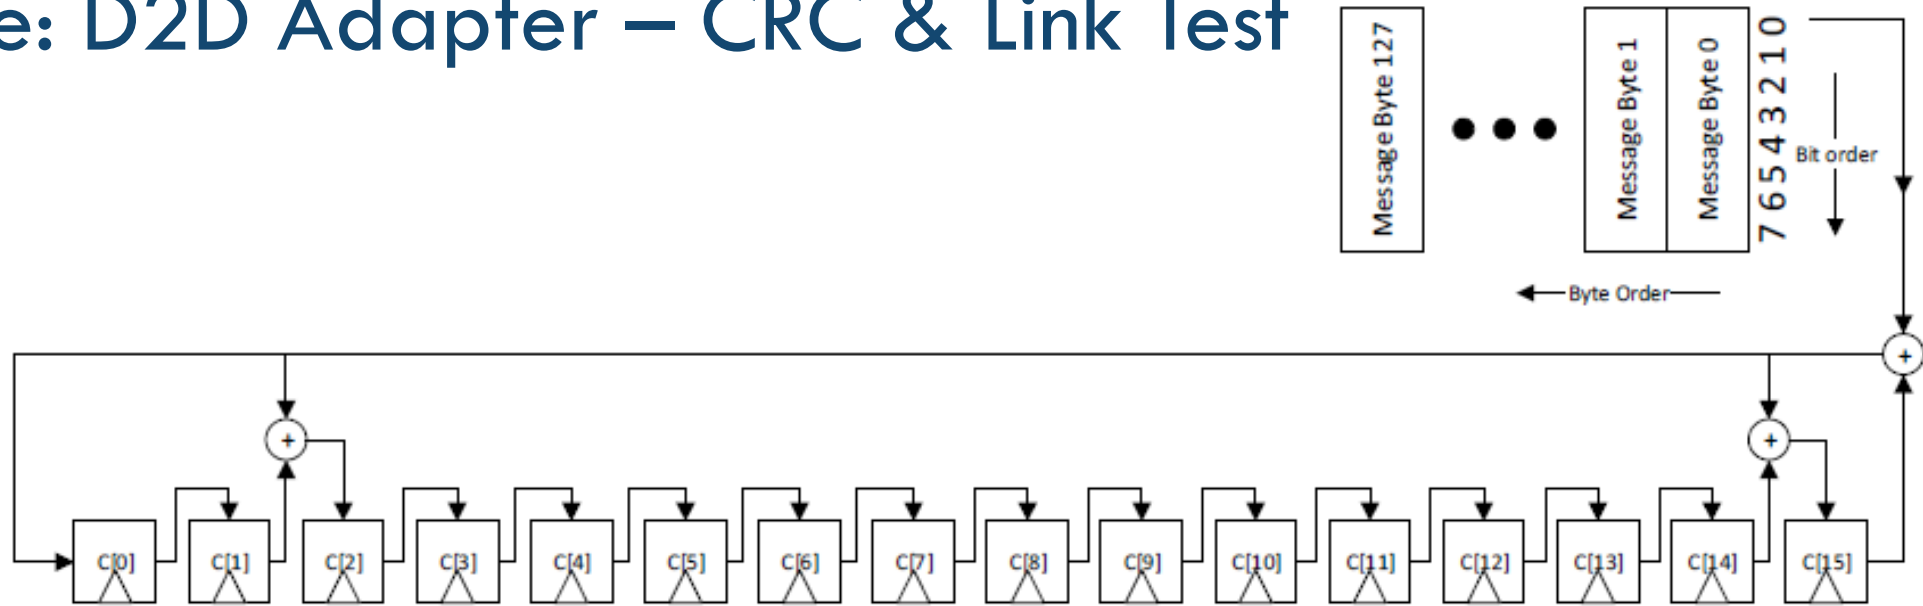 e: D2D Adapter – CRC & Link Test
Message Byte 127
Message Byte 1
Message Byte 0
7 6 5 4 3 2 1 0
Bit order
Byte Order
+
+
+
C[0]
C[1]
C[2]
C[3]
C[4]
C[5]
C[6]
C[7]
C[8]
C[9]
C[10]
C[11]
C[12]
C[13]
C[14]
C[15]